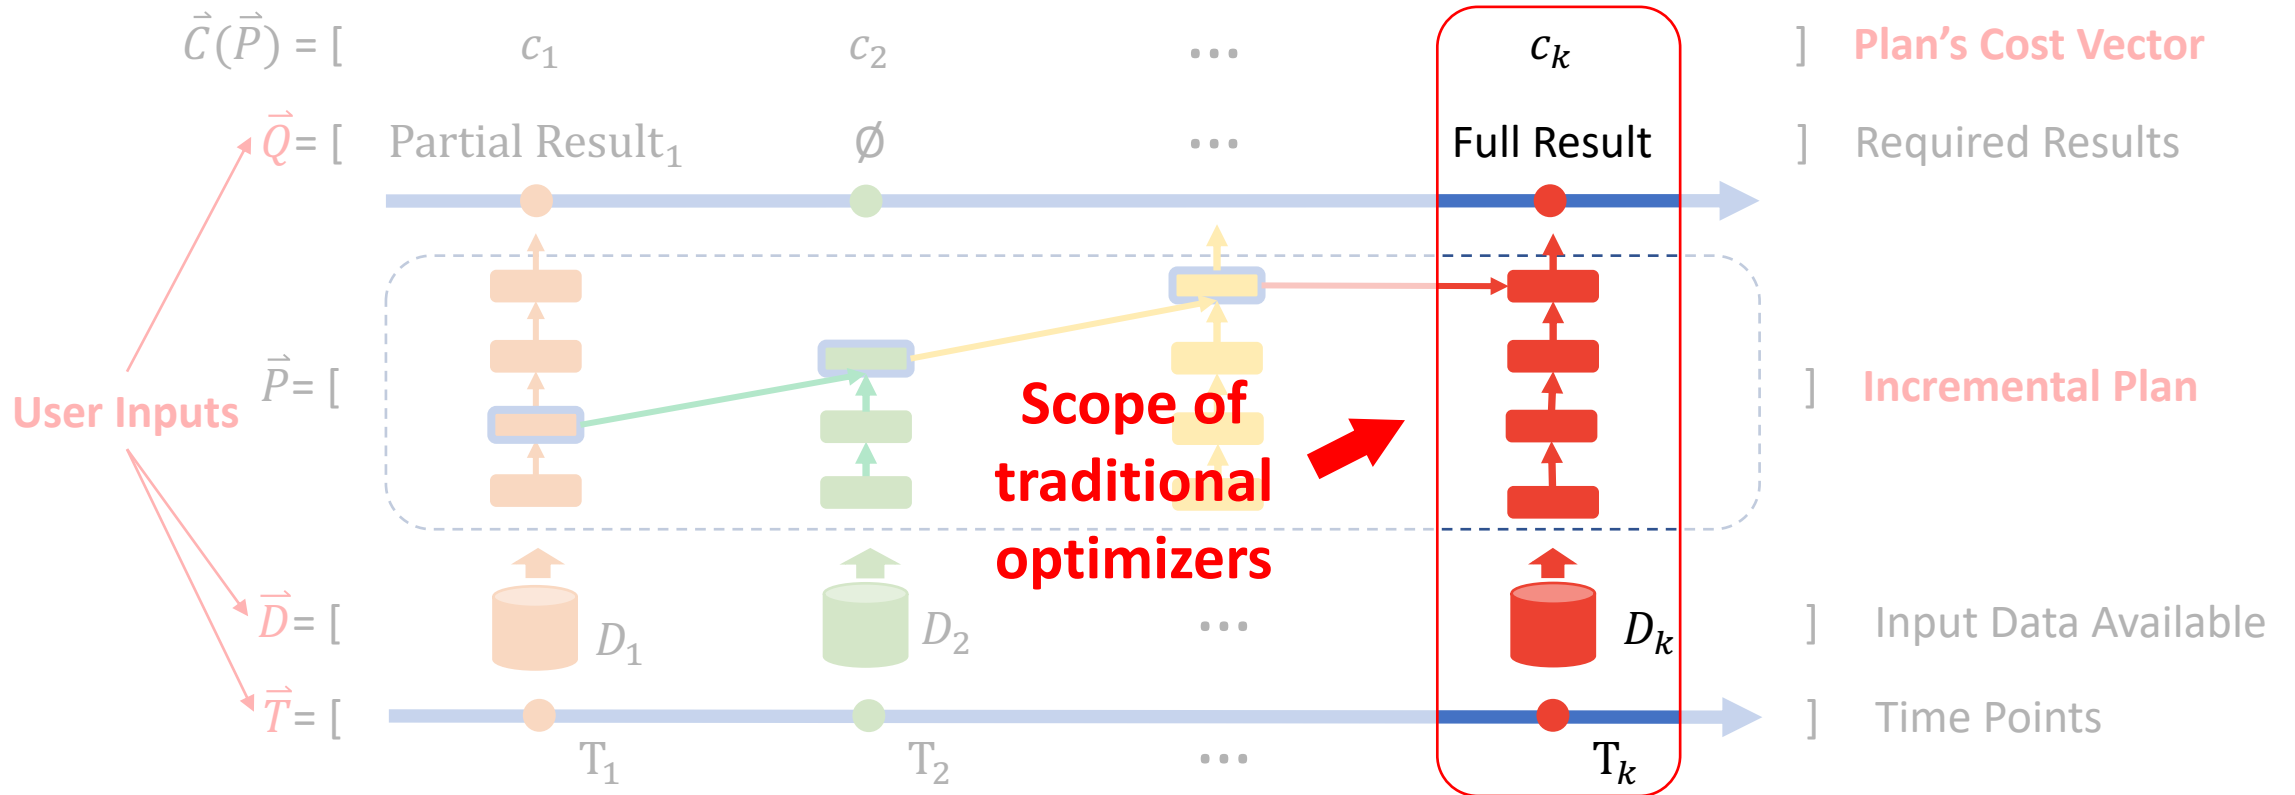 C⃗(P⃗) = [ c₁ c₂ ... cₖ ] Plan's Cost Vector
Q⃗= [ Partial Result₁ ∅ ... Full Result ] Required Results
P⃗= [ ] Incremental Plan
User Inputs
Scope of
traditional
optimizers
D⃗= [ D₁ D₂ ... Dₖ ] Input Data Available
T⃗= [ ] Time Points
T₁ T₂ ... Tₖ